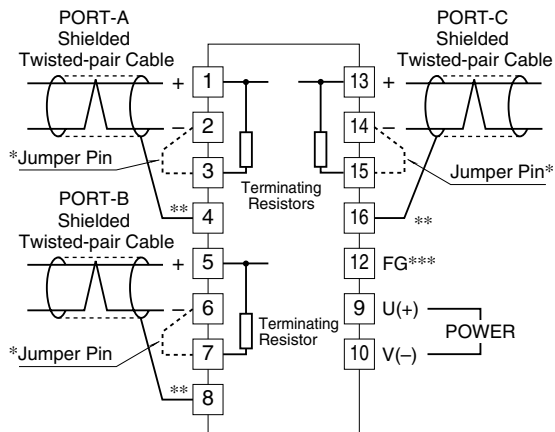 PORT-A
Shielded
Twisted-pair Cable
+
1
–
2
*Jumper Pin
3
**
4
Terminating
Resistors
PORT-C
Shielded
Twisted-pair Cable
13
+
14
–
15
Jumper Pin*
16
**
PORT-B
Shielded
Twisted-pair Cable
+
5
–
6
*Jumper Pin
7
**
8
Terminating
Resistor
12
FG***
9
U(+)
POWER
10
V(–)